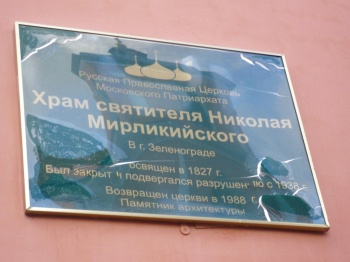 Русская Православная Церковь
Московского Патриархата
Храм святителя Николая
Мирликийского
В г. Зеленограде
освящен в 1827 г.
Был закрыт и подвергался разрушению с 1938 г.
Возвращен церкви в 1988 г.
Памятник архитектуры